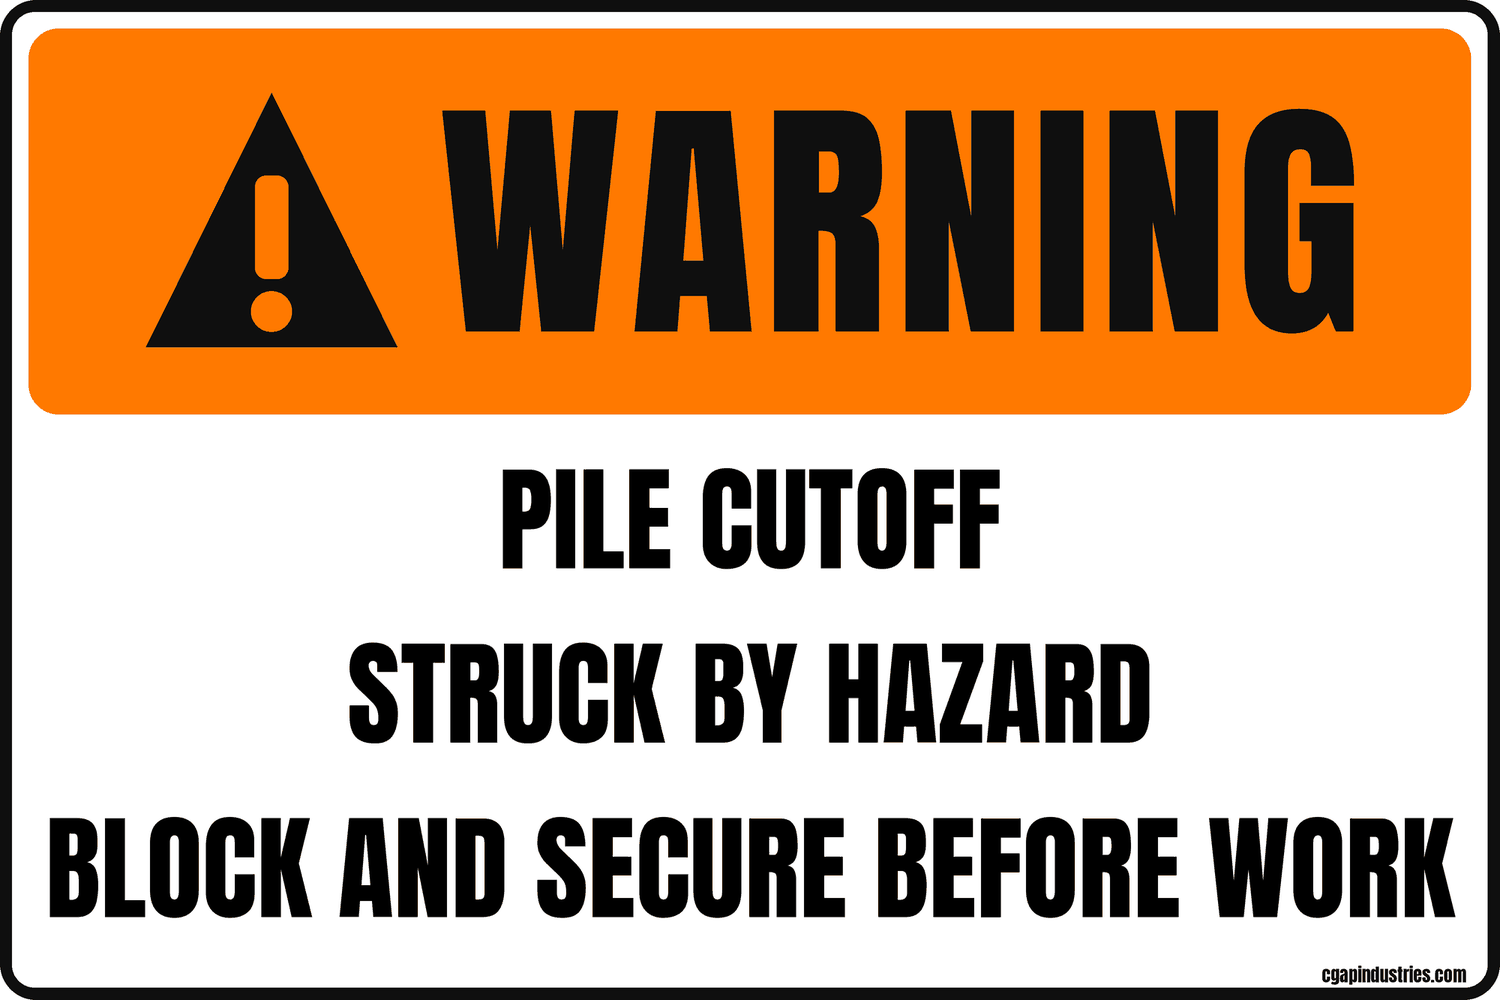 WARNING
PILE CUTOFF
STRUCK BY HAZARD
BLOCK AND SECURE BEFORE WORK
cgapindustries.com